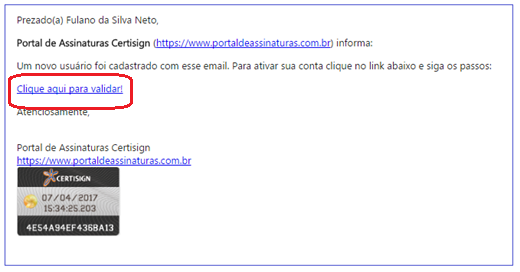 Prezado(a) Fulano da Silva Neto,
Portal de Assinaturas Certisign (https://www.portaldeassinaturas.com.br) informa:
Um novo usuário foi cadastrado com esse email. Para ativar sua conta clique no link abaixo e siga os passos:
Clique aqui para validar!
Atenciosamente,
Portal de Assinaturas Certisign
https://www.portaldeassinaturas.com.br
CERTISIGN
07/04/2017
15:34:25.203
4E54A94EF436BA13